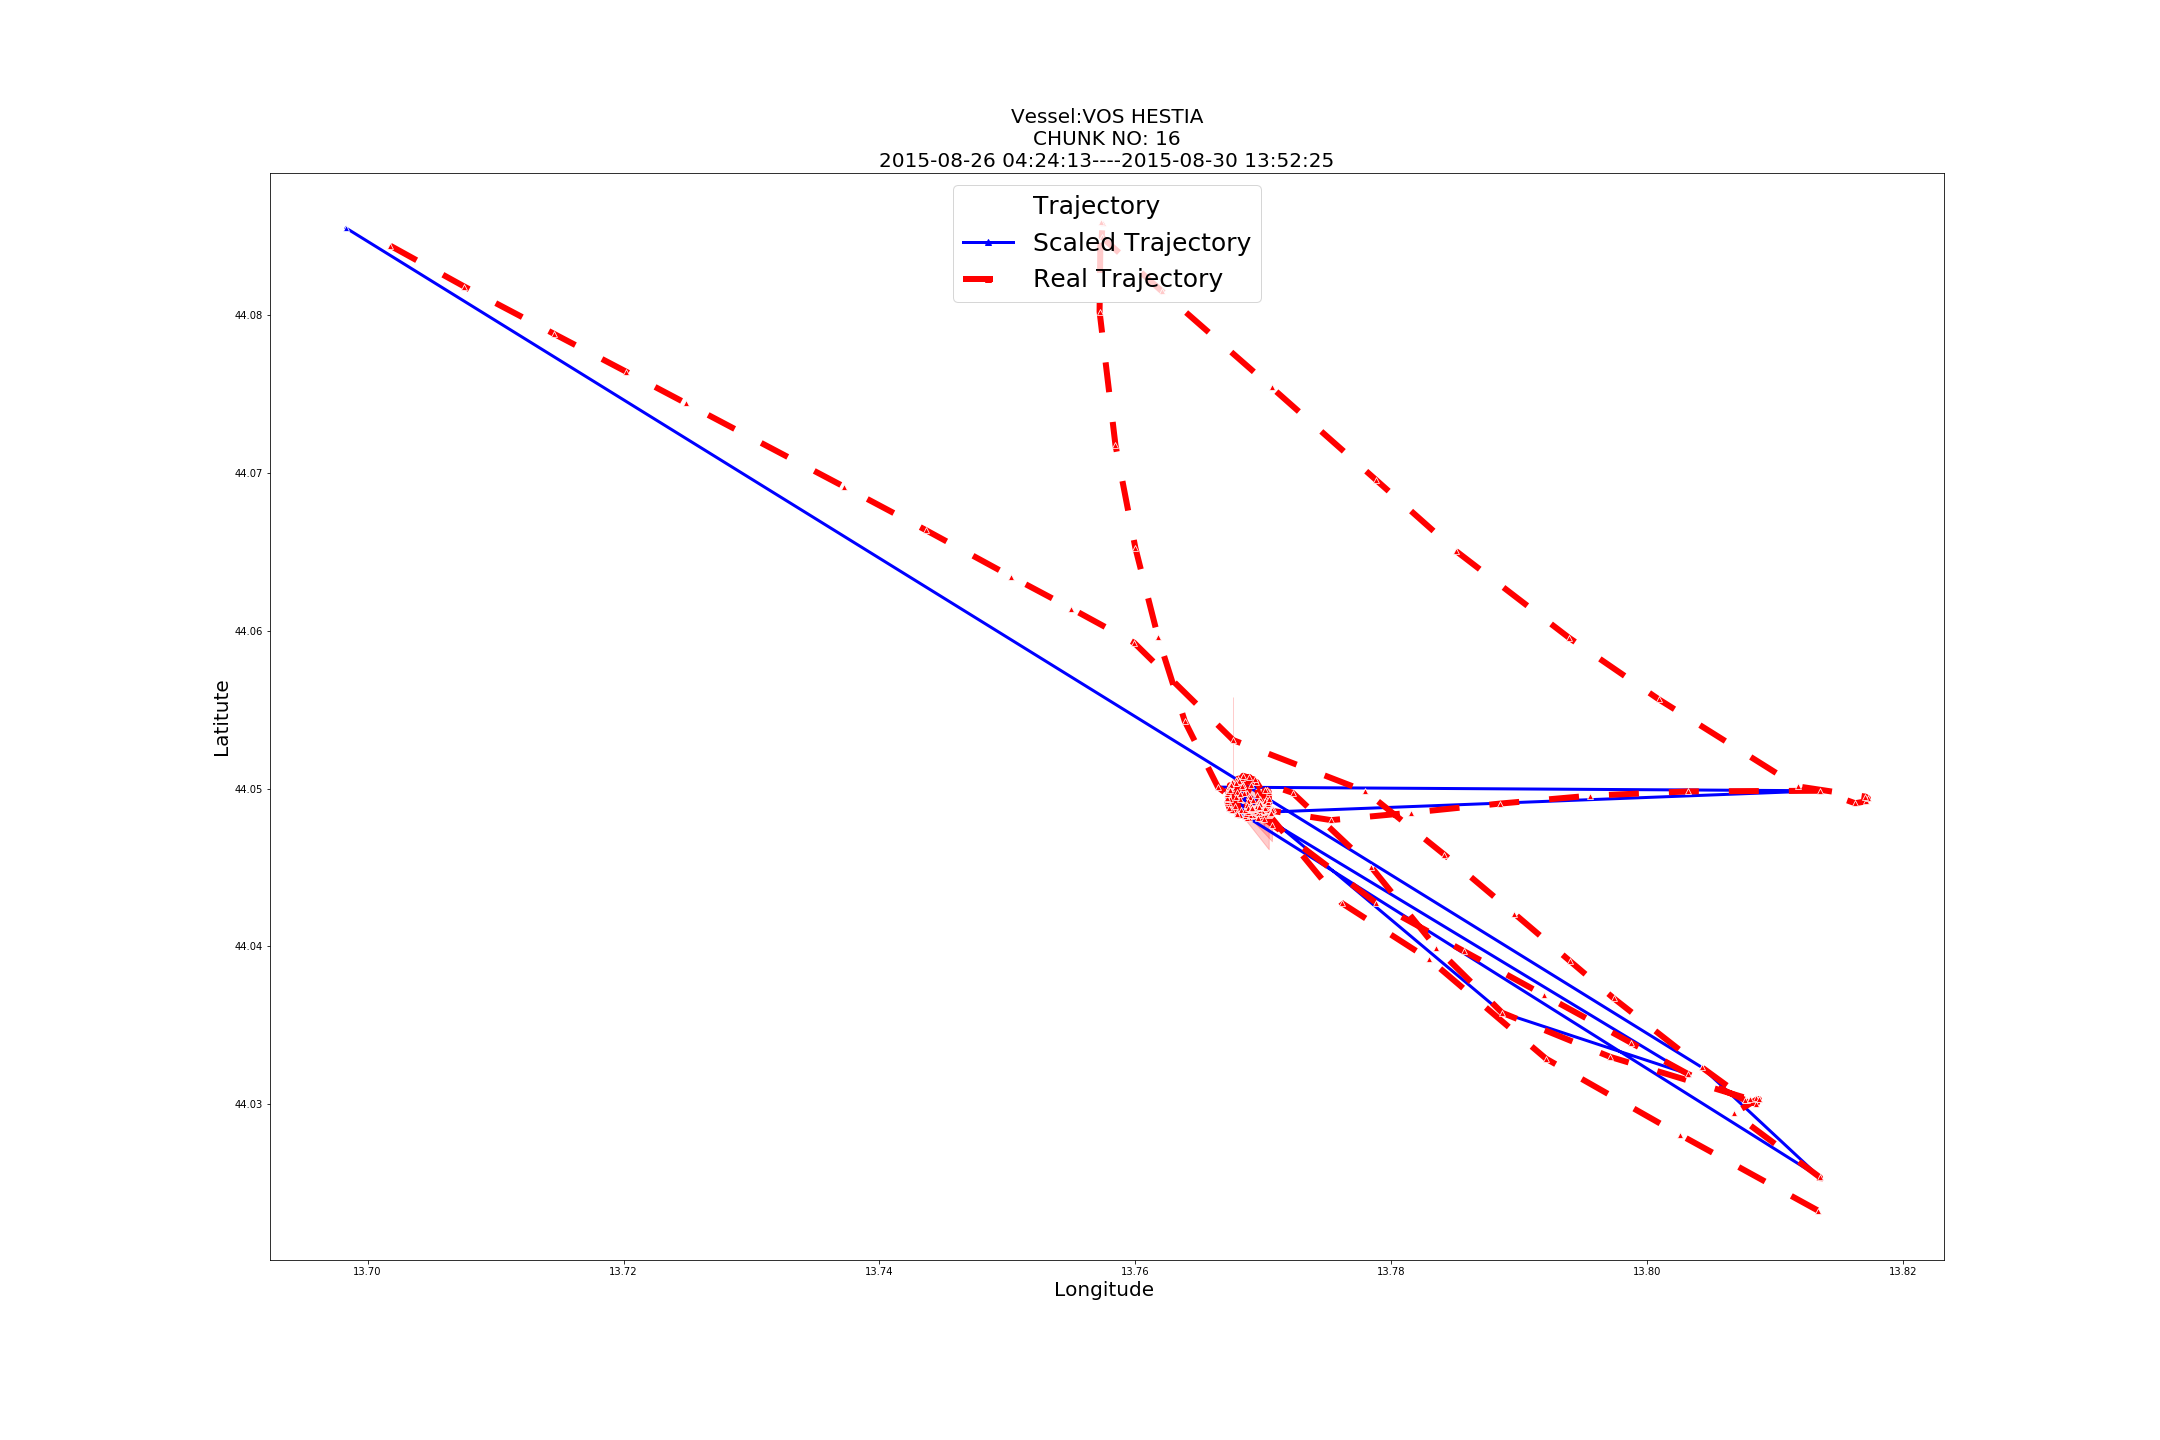 Vessel:VOS HESTIA
CHUNK NO: 16
2015-08-26 04:24:13----2015-08-30 13:52:25
Trajectory
Scaled Trajectory
Real Trajectory
44.08
44.07
44.06
44.05
44.04
44.03
Latitute
13.70 13.72 13.74 13.76 13.78 13.80 13.82
Longitude